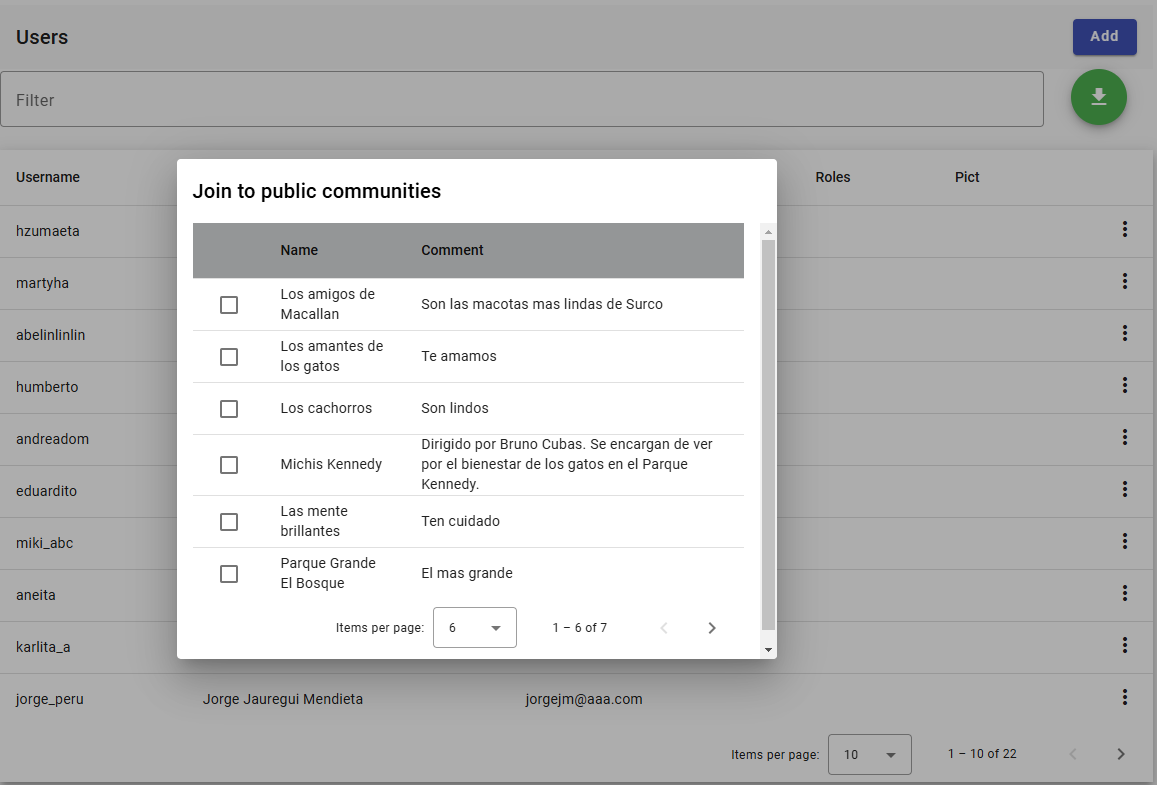 Users
Add
Filter
Username
Roles
Pict
hzumaeta
martyha
abelinlinlin
humberto
andreadom
eduardito
miki_abc
aneita
karlita_a
jorge_peru Jorge Jauregui Mendieta jorgejm@aaa.com
Items per page: 10 1 – 10 of 22
Join to public communities
Name Comment
Los amigos de
Macallan
Son las macotas mas lindas de Surco
Los amantes de
los gatos
Te amamos
Los cachorros
Son lindos
Michis Kennedy
Dirigido por Bruno Cubas. Se encargan de ver
por el bienestar de los gatos en el Parque
Kennedy.
Las mente
brillantes
Ten cuidado
Parque Grande
El Bosque
El mas grande
Items per page: 6 1 – 6 of 7